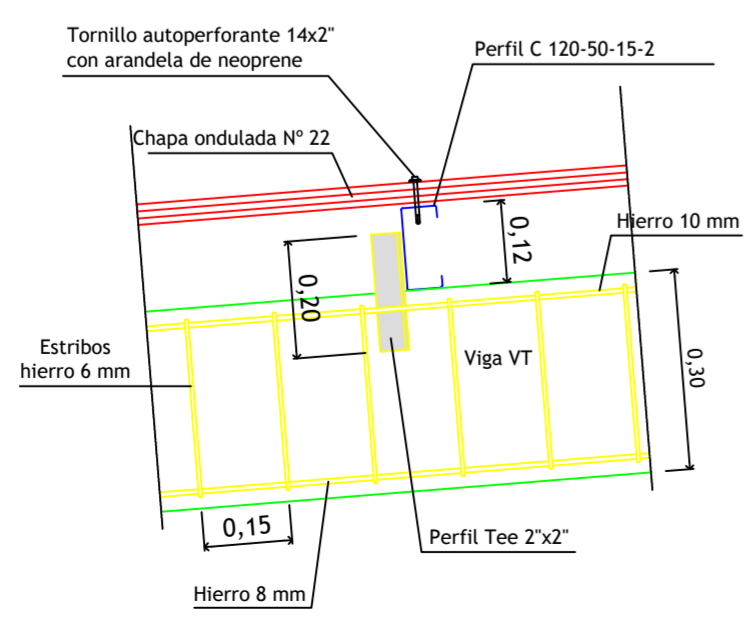 Tornillo autoperforante 14x2"
con arandela de neoprene
Perfil C 120-50-15-2
Chapa ondulada Nº 22
Hierro 10 mm
0,12
0,20
Estribos
hierro 6 mm
Viga VT
0,30
0,15
Perfil Tee 2"x2"
Hierro 8 mm